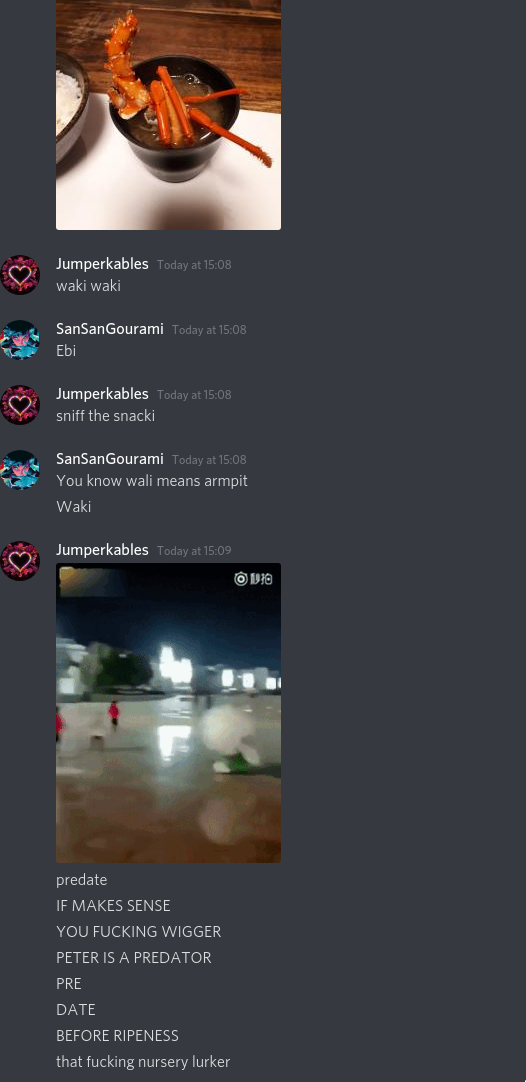 Jumperkables Today at 15:08
waki waki
SanSanGourami Today at 15:08
Ebi
Jumperkables Today at 15:08
sniff the snacki
SanSanGourami Today at 15:08
You know wali means armpit
Waki
Jumperkables Today at 15:09
秒拍
predate
IF MAKES SENSE
YOU FUCKING WIGGER
PETER IS A PREDATOR
PRE
DATE
BEFORE RIPENESS
that fucking nursery lurker